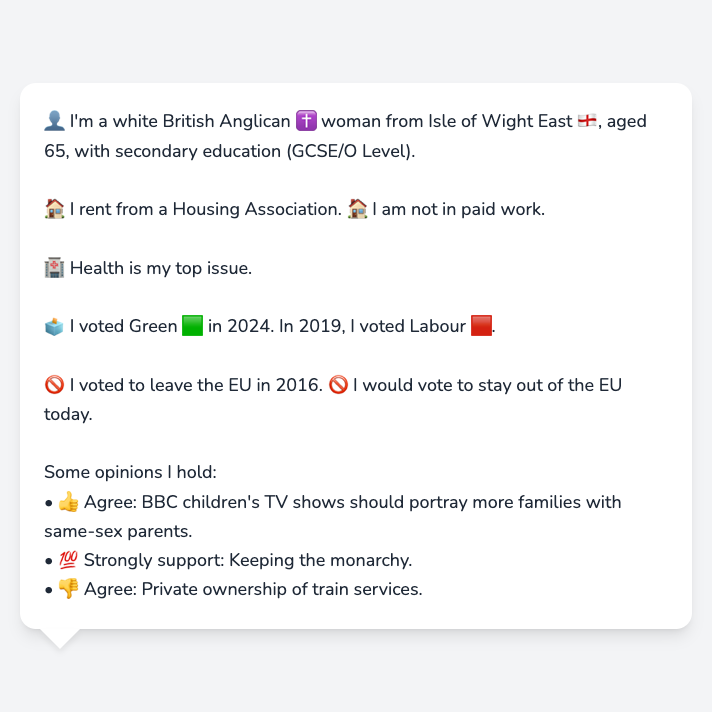 👤 I'm a white British Anglican ✝️ woman from Isle of Wight East 🏴󠁧󠁢󠁥󠁮󠁧󠁿, aged
65, with secondary education (GCSE/O Level).
🏠 I rent from a Housing Association. 🏠 I am not in paid work.
🏥 Health is my top issue.
🗳️ I voted Green 🟩 in 2024. In 2019, I voted Labour 🟥.
🚫 I voted to leave the EU in 2016. 🚫 I would vote to stay out of the EU
today.
Some opinions I hold:
• 👍 Agree: BBC children's TV shows should portray more families with
same-sex parents.
• 💯 Strongly support: Keeping the monarchy.
• 👎 Agree: Private ownership of train services.